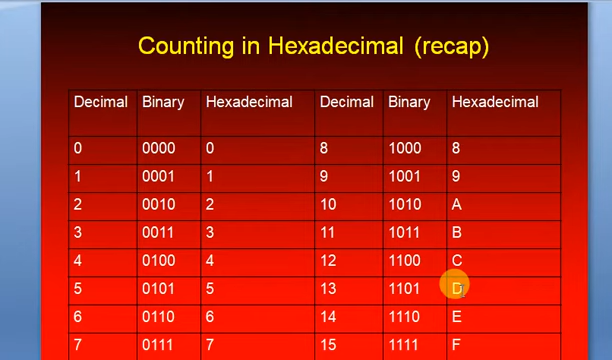 Counting in Hexadecimal (recap)
Decimal Binary Hexadecimal Decimal Binary Hexadecimal
0 0000 0 8 1000 8
1 0001 1 9 1001 9
2 0010 2 10 1010 A
3 0011 3 11 1011 B
4 0100 4 12 1100 C
5 0101 5 13 1101 D
6 0110 6 14 1110 E
7 0111 7 15 1111 F